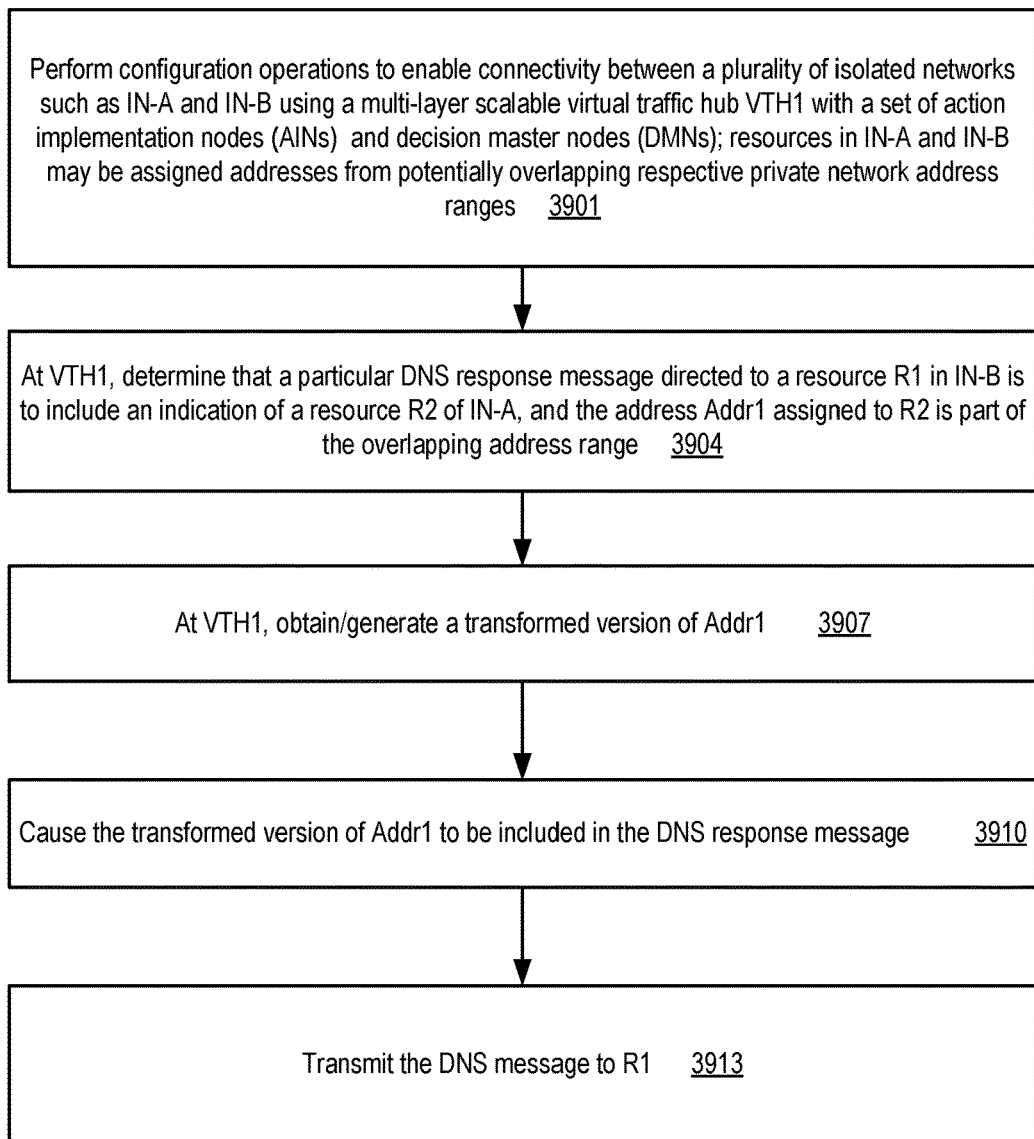 Perform configuration operations to enable connectivity between a plurality of isolated networks
such as IN-A and IN-B using a multi-layer scalable virtual traffic hub VTH1 with a set of action
implementation nodes (AINs) and decision master nodes (DMNs); resources in IN-A and IN-B
may be assigned addresses from potentially overlapping respective private network address
ranges 3901
At VTH1, determine that a particular DNS response message directed to a resource R1 in IN-B is
to include an indication of a resource R2 of IN-A, and the address Addr1 assigned to R2 is part of
the overlapping address range 3904
At VTH1, obtain/generate a transformed version of Addr1 3907
Cause the transformed version of Addr1 to be included in the DNS response message 3910
Transmit the DNS message to R1 3913